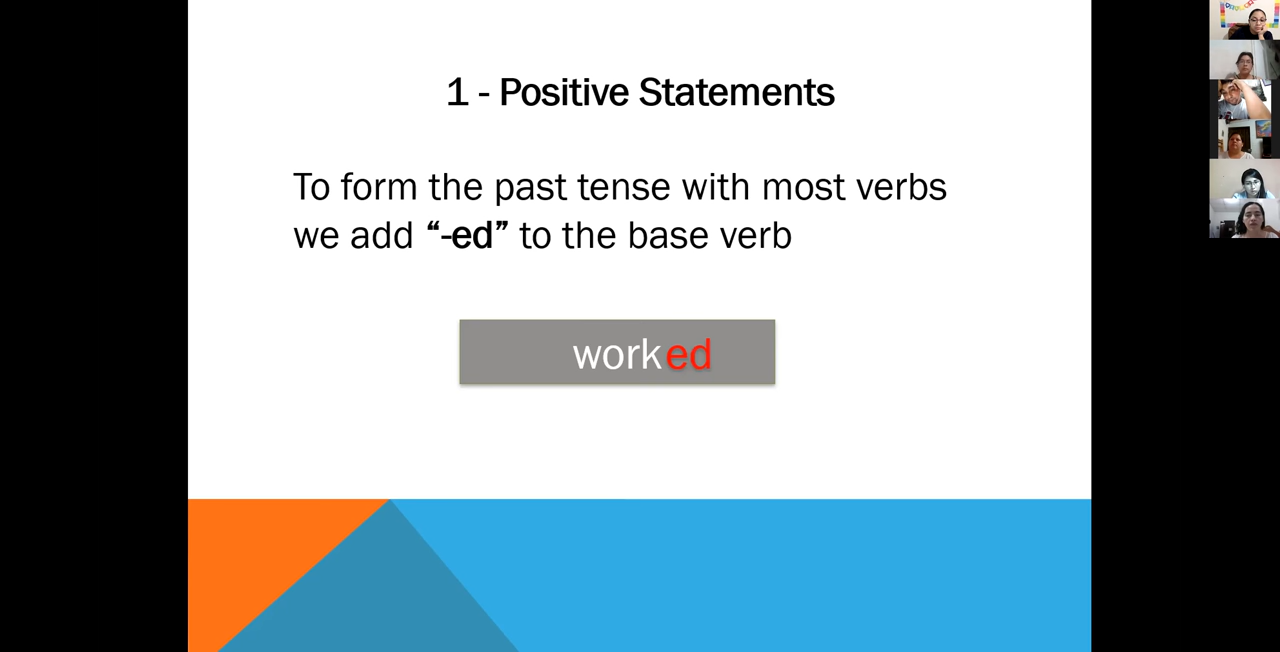 1 - Positive Statements
To form the past tense with most verbs
we add “-ed” to the base verb
worked